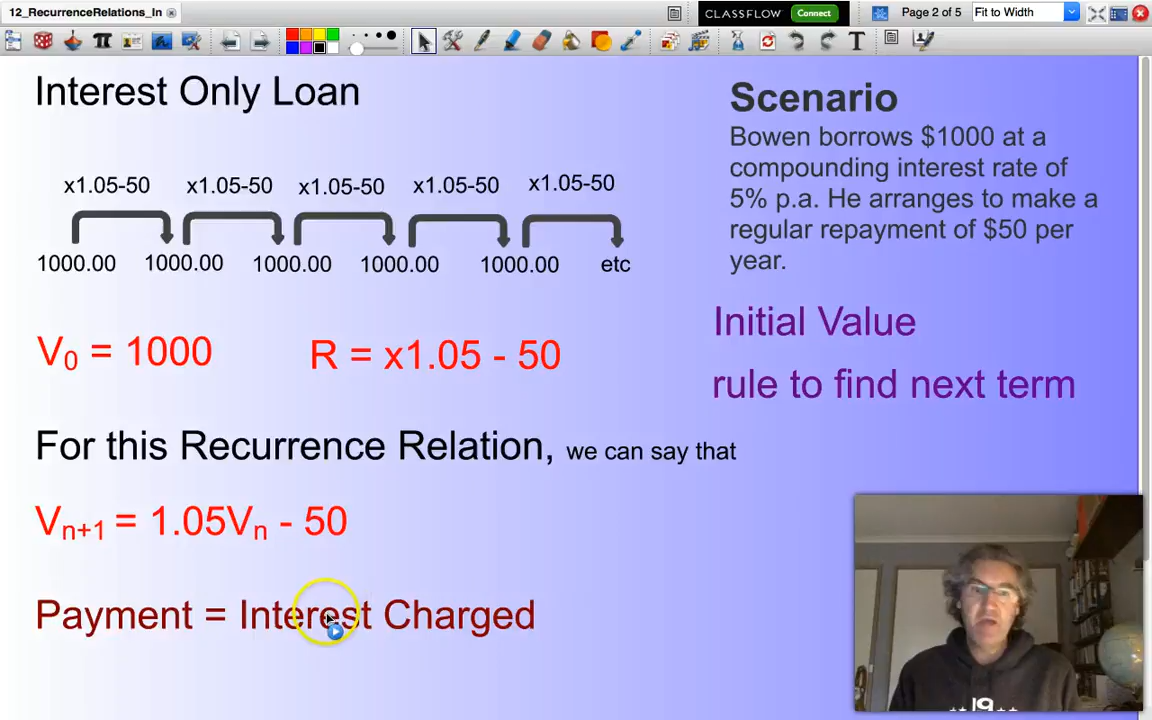 12_RecurrenceRelations_In
CLASSFLOW Connect
Page 2 of 5
Fit to Width
Interest Only Loan
x1.05-50 x1.05-50 x1.05-50 x1.05-50 x1.05-50
1000.00 1000.00 1000.00 1000.00 1000.00 etc
V₀ = 1000 R = x1.05 - 50
For this Recurrence Relation, we can say that
Vₙ₊₁ = 1.05Vₙ - 50
Payment = Interest Charged
Scenario
Bowen borrows $1000 at a
compounding interest rate of
5% p.a. He arranges to make a
regular repayment of $50 per
year.
Initial Value
rule to find next term